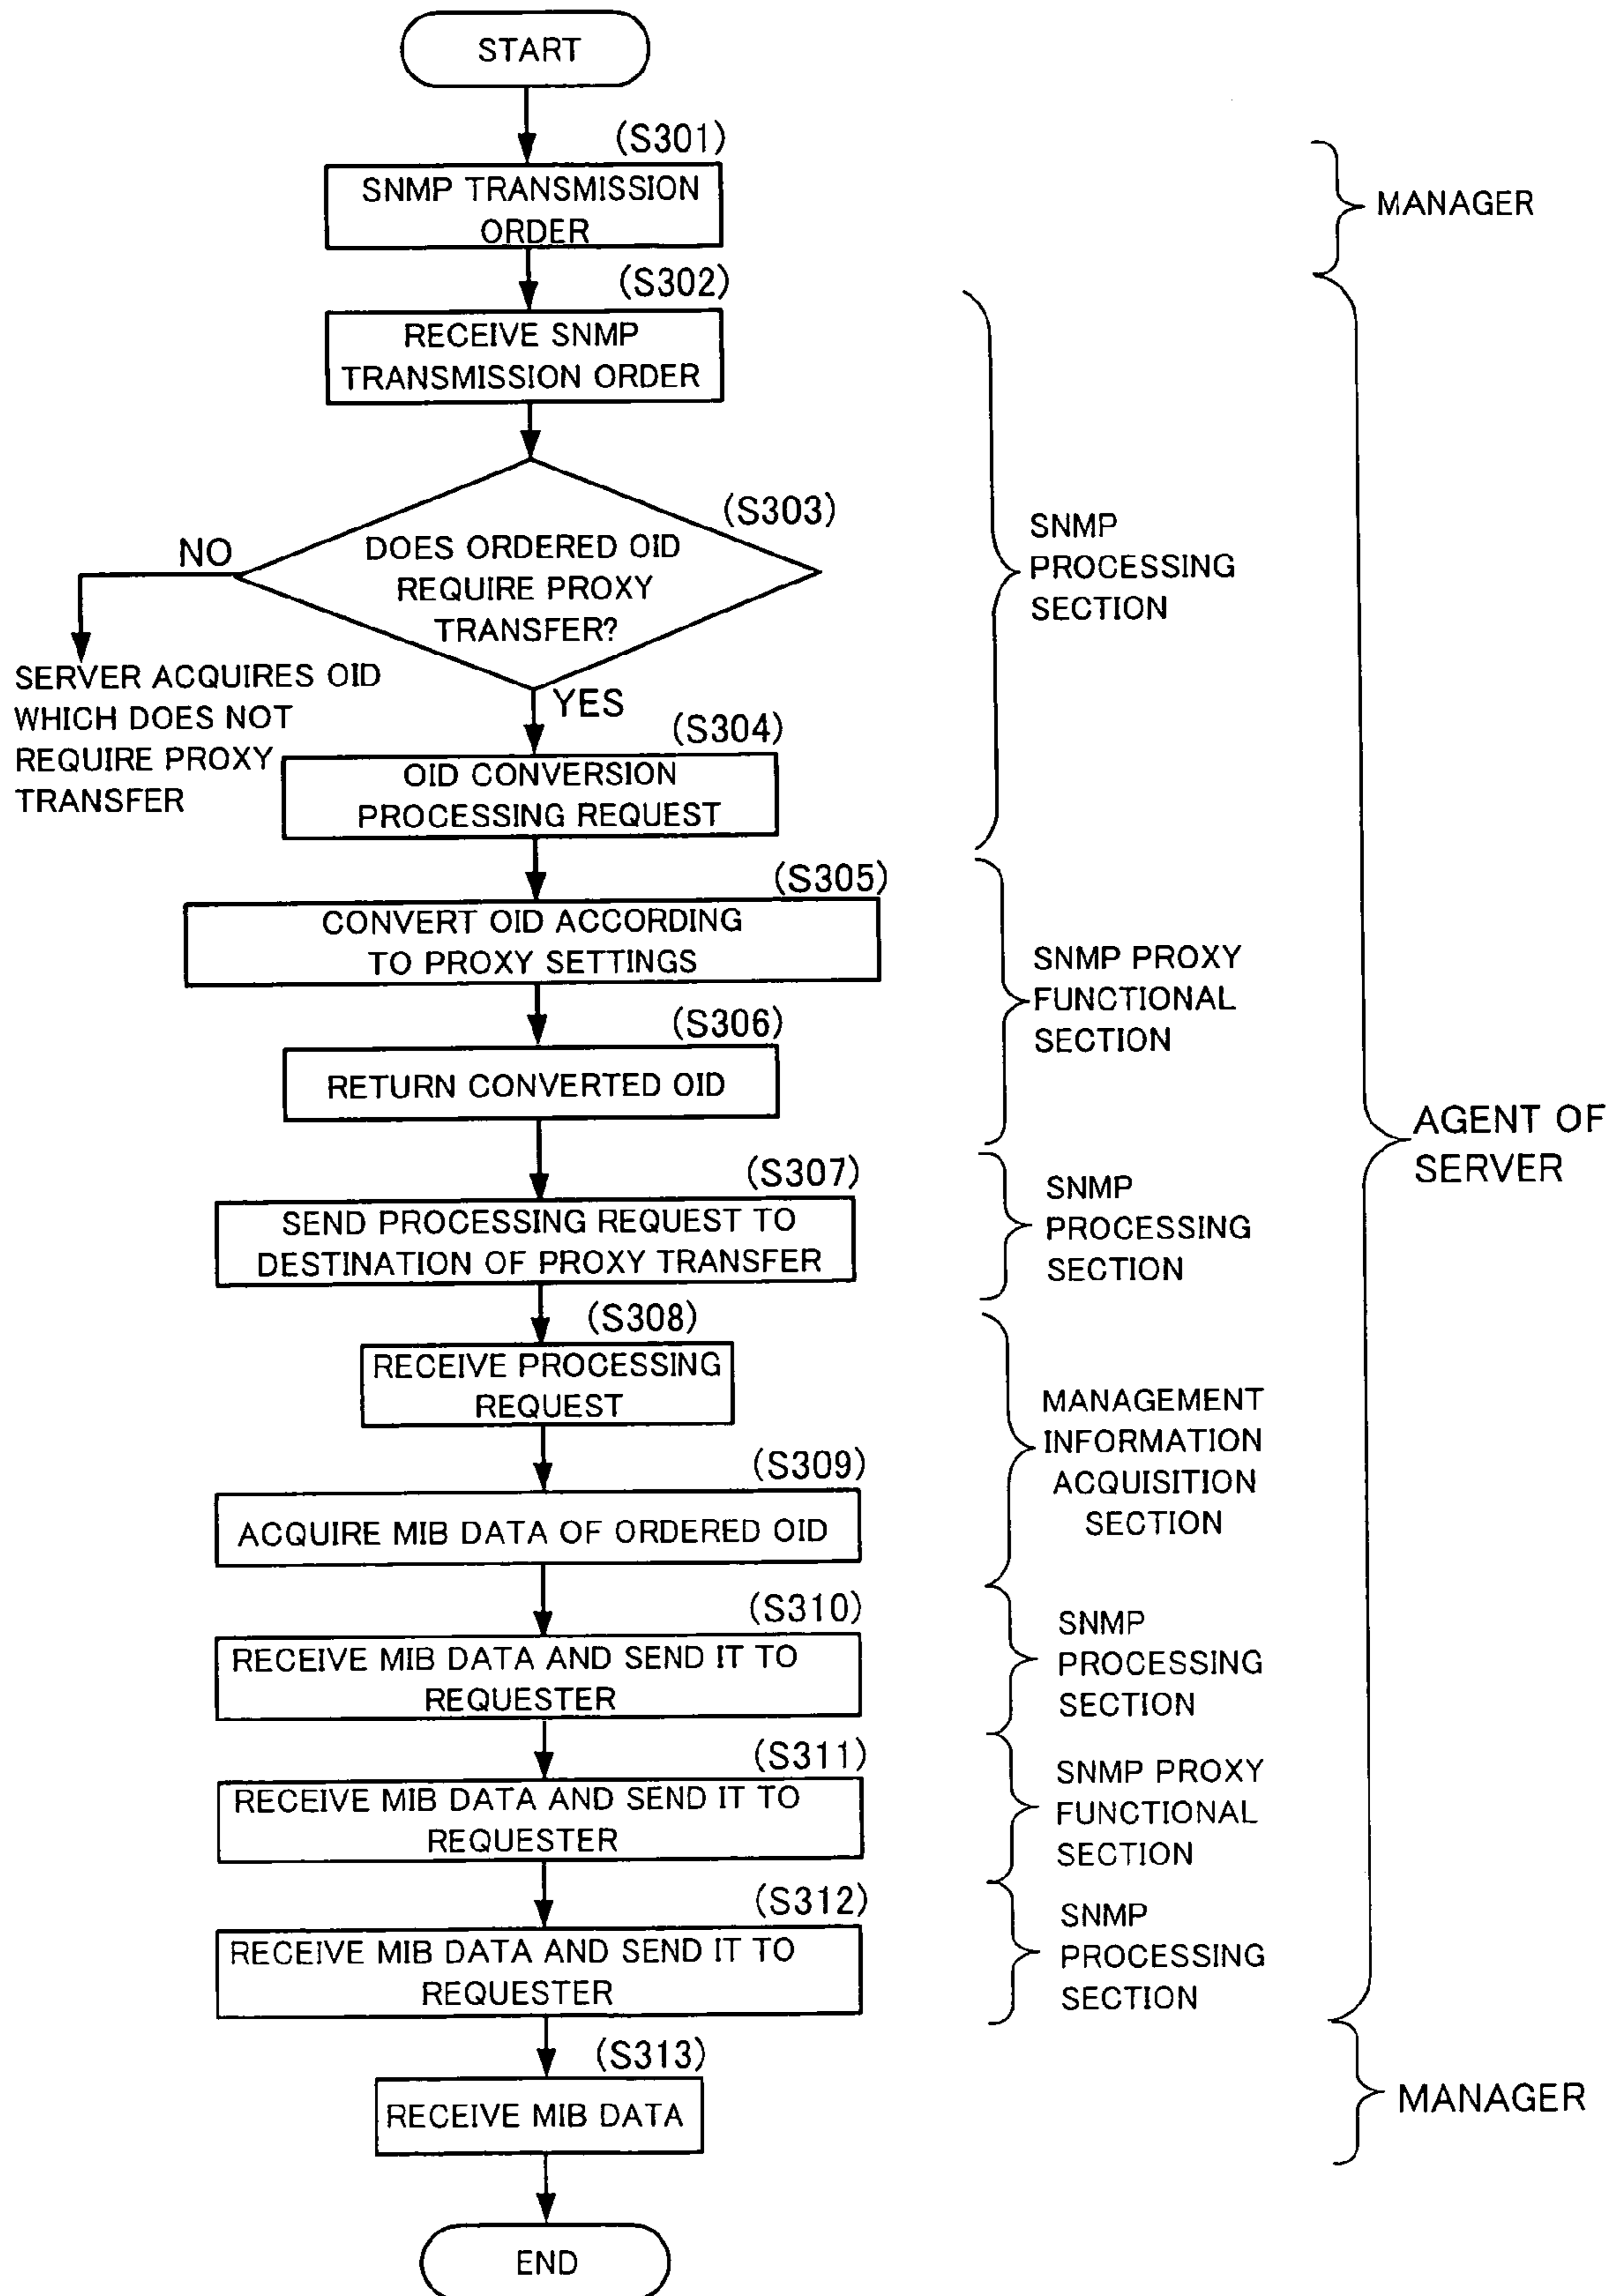 START
(S301)
SNMP TRANSMISSION
ORDER
MANAGER
(S302)
RECEIVE SNMP
TRANSMISSION ORDER
(S303)
DOES ORDERED OID
REQUIRE PROXY
TRANSFER?
NO
SERVER ACQUIRES OID
WHICH DOES NOT
REQUIRE PROXY
TRANSFER
YES
(S304)
OID CONVERSION
PROCESSING REQUEST
SNMP
PROCESSING
SECTION
(S305)
CONVERT OID ACCORDING
TO PROXY SETTINGS
(S306)
RETURN CONVERTED OID
SNMP PROXY
FUNCTIONAL
SECTION
(S307)
SEND PROCESSING REQUEST TO
DESTINATION OF PROXY TRANSFER
SNMP
PROCESSING
SECTION
AGENT OF
SERVER
(S308)
RECEIVE PROCESSING
REQUEST
(S309)
ACQUIRE MIB DATA OF ORDERED OID
MANAGEMENT
INFORMATION
ACQUISITION
SECTION
(S310)
RECEIVE MIB DATA AND SEND IT TO
REQUESTER
SNMP
PROCESSING
SECTION
(S311)
RECEIVE MIB DATA AND SEND IT TO
REQUESTER
SNMP PROXY
FUNCTIONAL
SECTION
(S312)
RECEIVE MIB DATA AND SEND IT TO
REQUESTER
SNMP
PROCESSING
SECTION
(S313)
RECEIVE MIB DATA
MANAGER
END